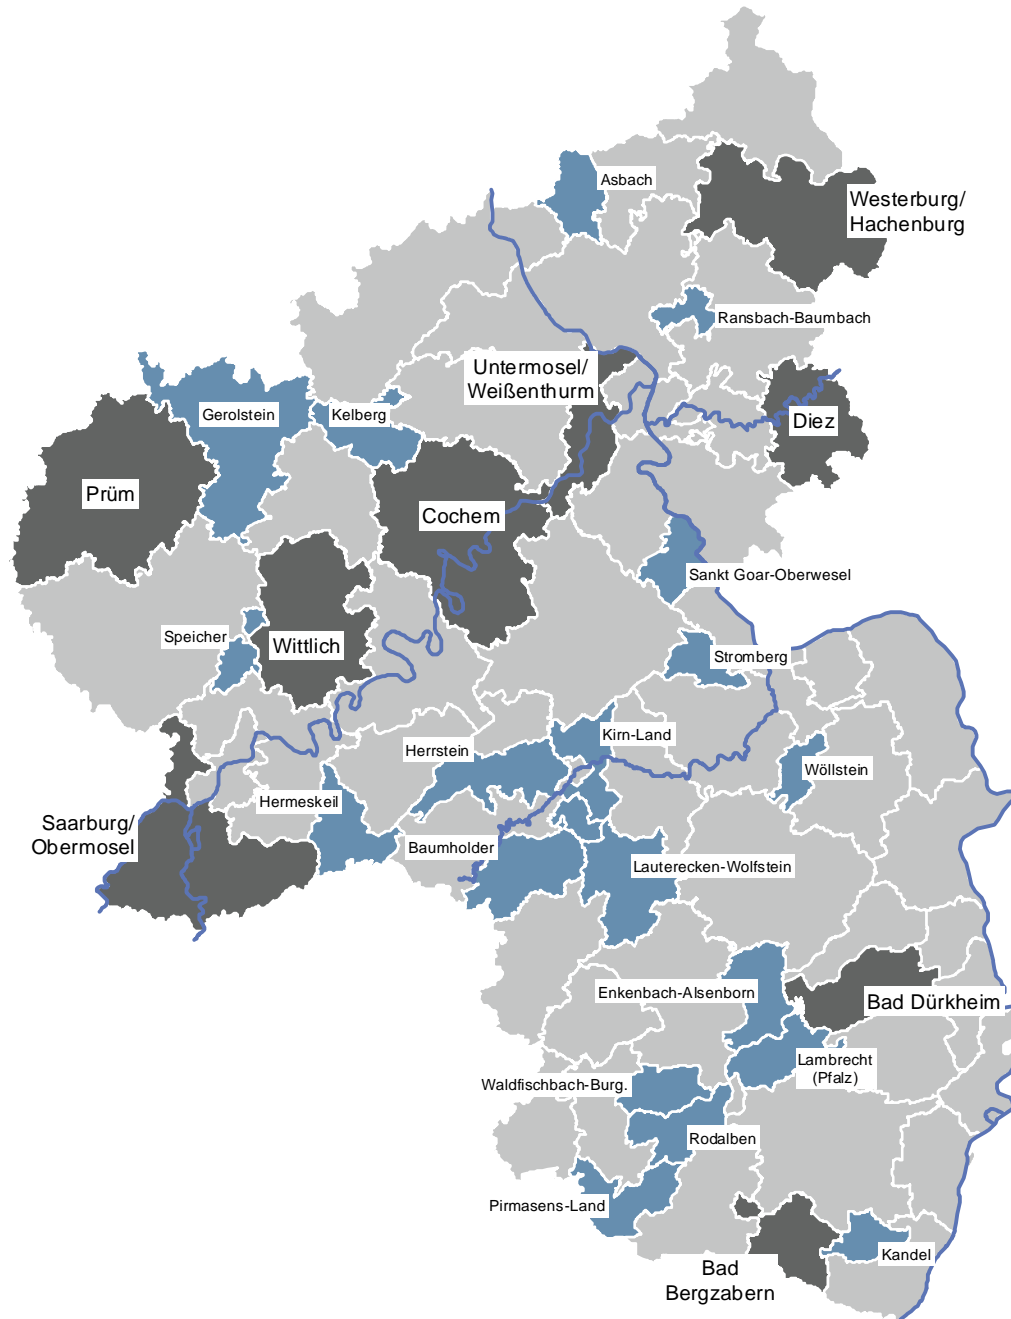 Asbach
Westerburg/
Hachenburg
Ransbach-Baumbach
Untermosel/
Weißenthurm
Gerolstein
Kelberg
Diez
Prüm
Cochem
Sankt Goar-Oberwesel
Speicher
Wittlich
Stromberg
Kirn-Land
Herrstein
Wöllstein
Hermeskeil
Saarburg/
Obermosel
Baumholder
Lauterecken-Wolfstein
Enkenbach-Alsenborn
Bad Dürkheim
Lambrecht
(Pfalz)
Waldfischbach-Burg.
Rodalben
Pirmasens-Land
Kandel
Bad
Bergzabern